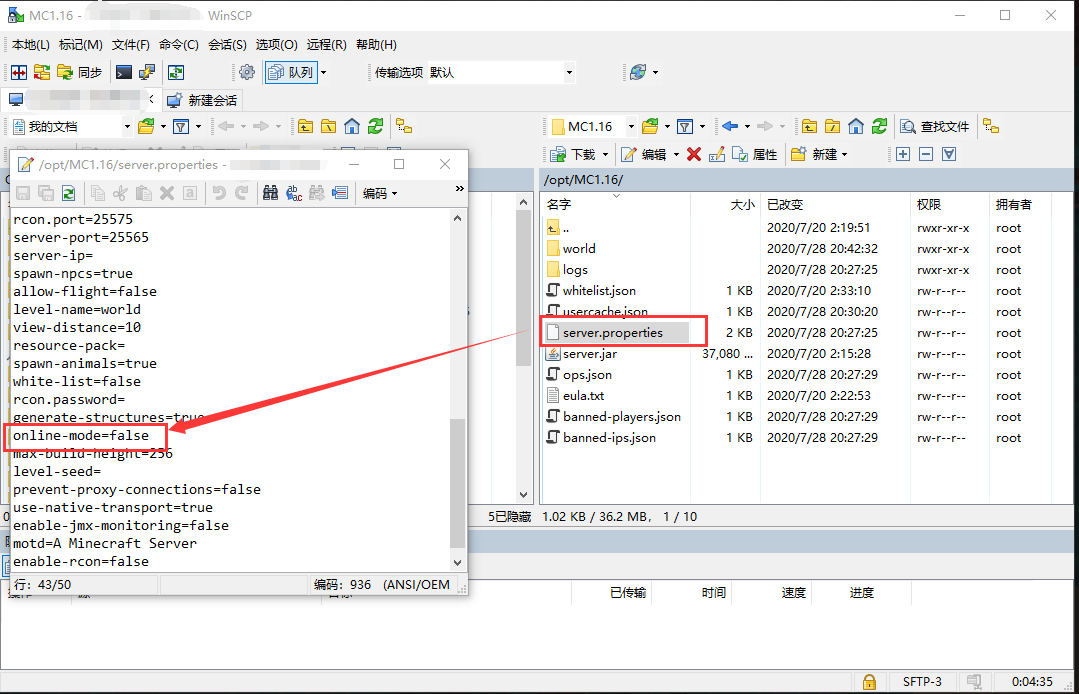 MC1.16 - WinSCP
本地(L) 标记(M) 文件(F) 命令(C) 会话(S) 选项(O) 远程(R) 帮助(H)
同步 队列 传输选项 默认
新建会话
我的文档
MC1.16 查找文件
下载 编辑 属性 新建
/opt/MC1.16/server.properties -
编码
rcon.port=25575
server-port=25565
server-ip=
spawn-npcs=true
allow-flight=false
level-name=world
view-distance=10
resource-pack=
spawn-animals=true
white-list=false
rcon.password=
generate-structures=true
online-mode=false
max-build-height=256
level-seed=
prevent-proxy-connections=false
use-native-transport=true
enable-jmx-monitoring=false
motd=A Minecraft Server
enable-rcon=false
行: 43/50 编码: 936 (ANSI/OEM
/opt/MC1.16/
名字 大小 已改变 权限 拥有者
.. 2020/7/20 2:19:51 rwxr-xr-x root
world 2020/7/28 20:42:32 rwxr-xr-x root
logs 2020/7/28 20:27:25 rwxr-xr-x root
whitelist.json 1 KB 2020/7/20 2:33:10 rw-r--r-- root
usercache.json 1 KB 2020/7/28 20:30:20 rw-r--r-- root
server.properties 2 KB 2020/7/28 20:27:25 rw-r--r-- root
server.jar 37,080 ... 2020/7/20 2:15:28 rw-r--r-- root
ops.json 1 KB 2020/7/28 20:27:29 rw-r--r-- root
eula.txt 1 KB 2020/7/20 2:22:53 rw-r--r-- root
banned-players.json 1 KB 2020/7/28 20:27:29 rw-r--r-- root
banned-ips.json 1 KB 2020/7/28 20:27:29 rw-r--r-- root
5已隐藏 1.02 KB / 36.2 MB, 1 / 10
已传输 时间 速度 进度
SFTP-3 0:04:35